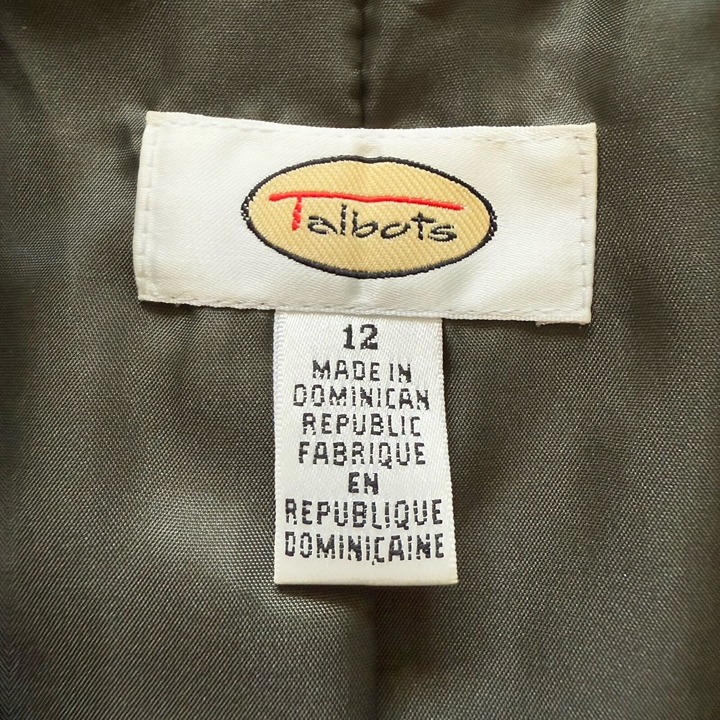 Talbots
12
MADE IN
DOMINICAN
REPUBLIC
FABRIQUE
EN
REPUBLIQUE
DOMINICAINE